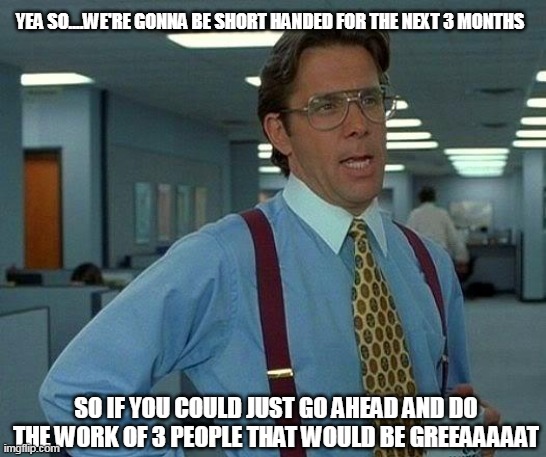 YEA SO....WE'RE GONNA BE SHORT HANDED FOR THE NEXT 3 MONTHS
SO IF YOU COULD JUST GO AHEAD AND DO
THE WORK OF 3 PEOPLE THAT WOULD BE GREEAAAAAT
imgflip.com